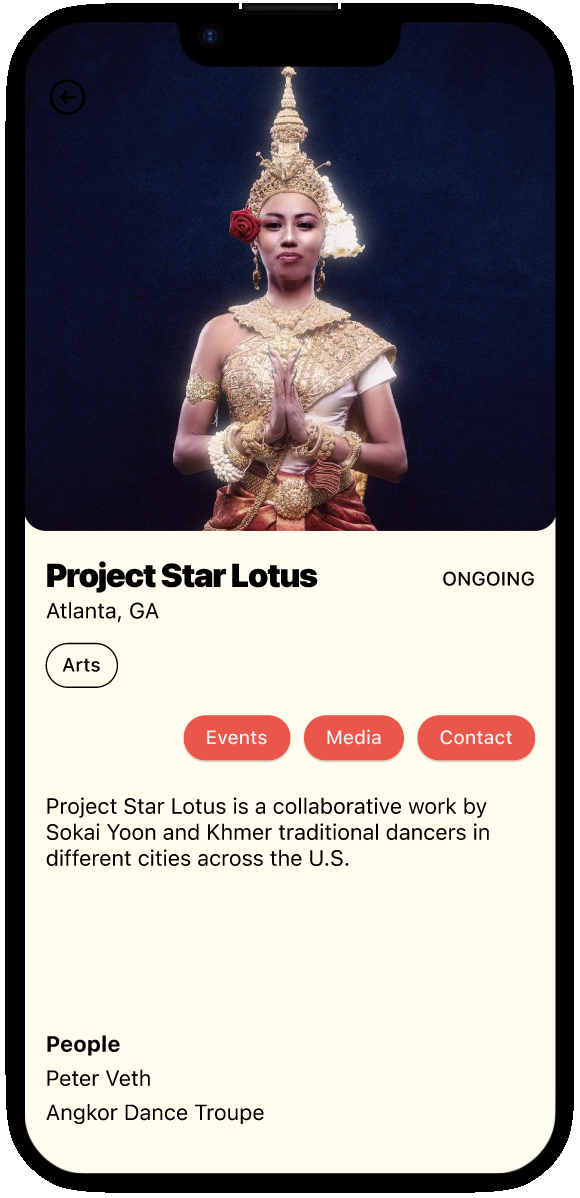 Project Star Lotus
ONGOING
Atlanta, GA
Arts
Events
Media
Contact
Project Star Lotus is a collaborative work by
Sokai Yoon and Khmer traditional dancers in
different cities across the U.S.
People
Peter Veth
Angkor Dance Troupe